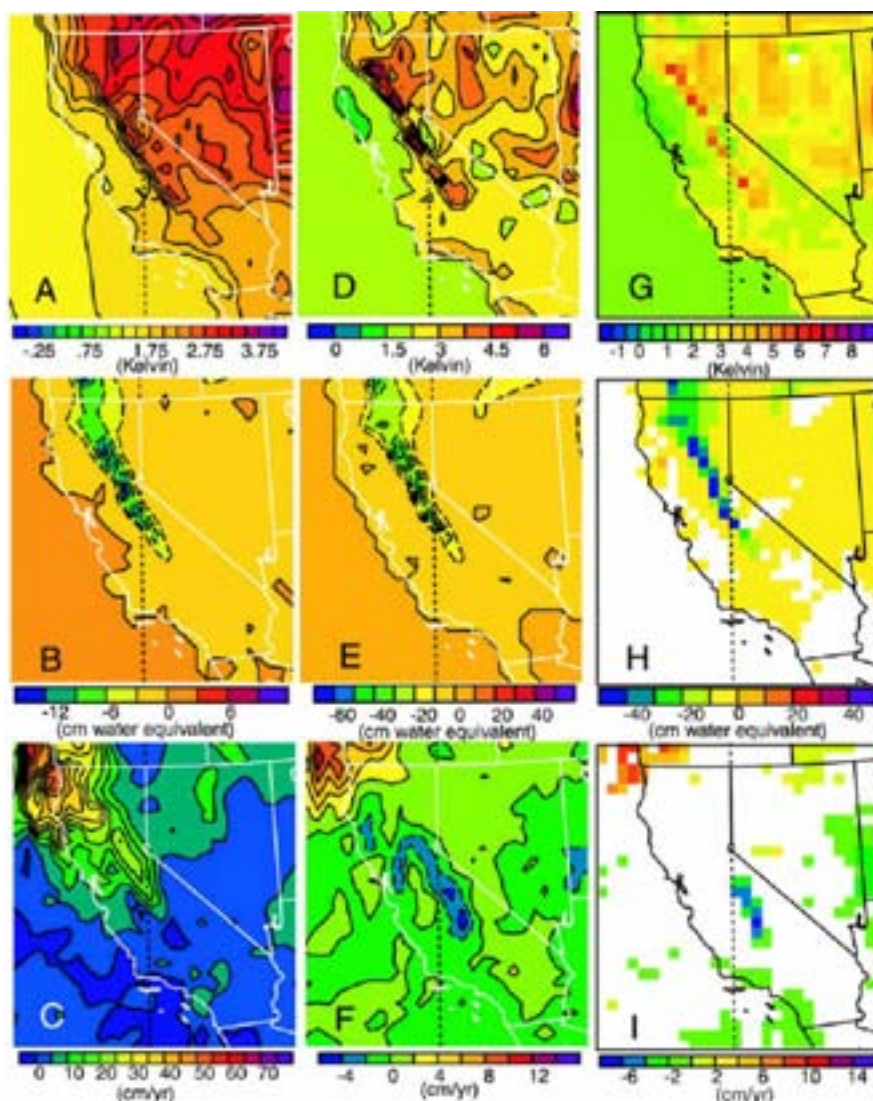 A D G
-.25 .75 1.75 2.75 3.75 0 1.5 3 4.5 6 -1 0 1 2 3 4 5 6 7 8
(Kelvin) (Kelvin) (Kelvin)
B E H
-12 -6 0 6 -60 -40 -20 0 20 40 -40 -20 0 20 40
(cm water equivalent) (cm water equivalent) (cm water equivalent)
C F I
0 10 20 30 40 50 60 70 -4 0 4 8 12 -6 -2 2 6 10 14
(cm/yr) (cm/yr) (cm/yr)